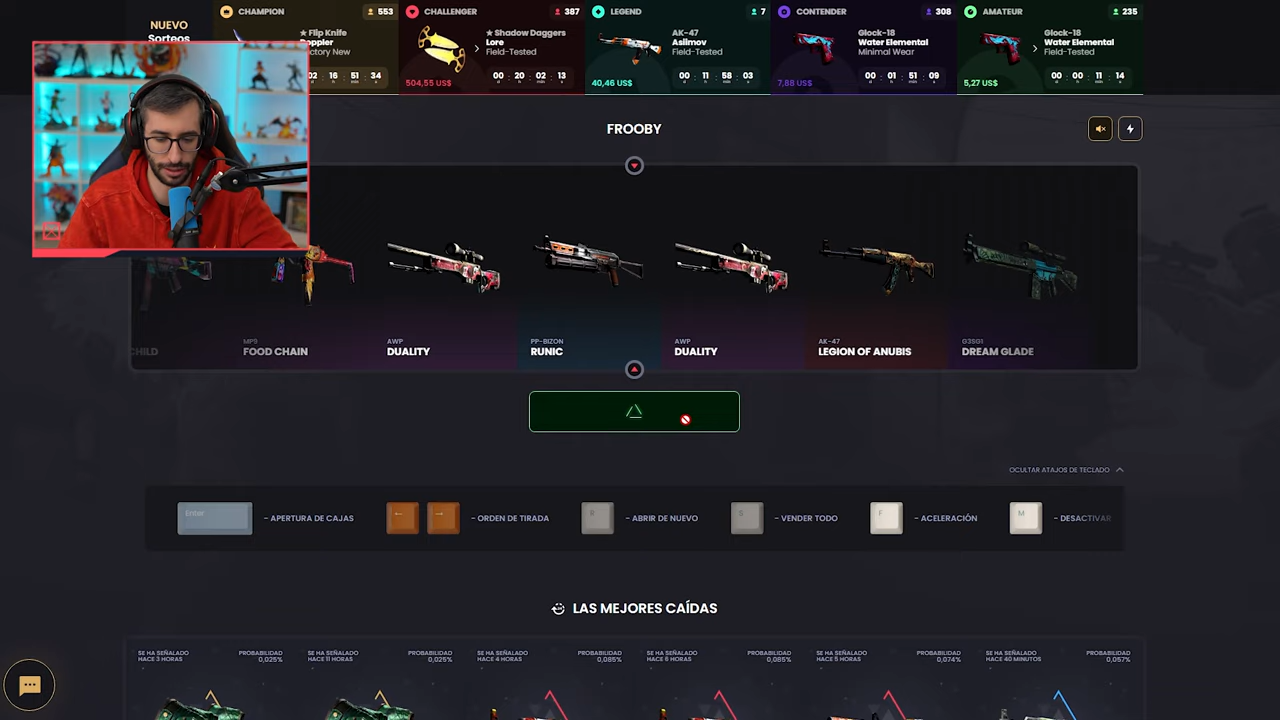 NUEVO
Sorteos
CHAMPION
553
★ Flip Knife
Doppler
Factory New
02 16 51 34
CHALLENGER
387
★ Shadow Daggers
Lore
Field-Tested
504,55 US$
00 20 02 13
LEGEND
7
AK-47
Asiimov
Field-Tested
40,46 US$
00 11 58 03
CONTENDER
308
Glock-18
Water Elemental
Minimal Wear
7,88 US$
00 01 51 09
AMATEUR
235
Glock-18
Water Elemental
Field-Tested
5,27 US$
00 00 11 14
FROOBY
CHILD
MP9
FOOD CHAIN
AWP
DUALITY
PP-BIZON
RUNIC
AWP
DUALITY
AK-47
LEGION OF ANUBIS
G3SG1
DREAM GLADE
OCULTAR ATAJOS DE TECLADO
Enter
- APERTURA DE CAJAS
← →
- ORDEN DE TIRADA
- ABRIR DE NUEVO
- VENDER TODO
F
- ACELERACIÓN
M
- DESACTIVAR
LAS MEJORES CAÍDAS
SE HA SEÑALADO
HACE 3 HORAS
PROBABILIDAD
0,025%
SE HA SEÑALADO
HACE 11 HORAS
PROBABILIDAD
0,025%
SE HA SEÑALADO
HACE 4 HORAS
PROBABILIDAD
0,085%
SE HA SEÑALADO
HACE 6 HORAS
PROBABILIDAD
0,085%
SE HA SEÑALADO
HACE 5 HORAS
PROBABILIDAD
0,074%
SE HA SEÑALADO
HACE 40 MINUTOS
PROBABILIDAD
0,057%